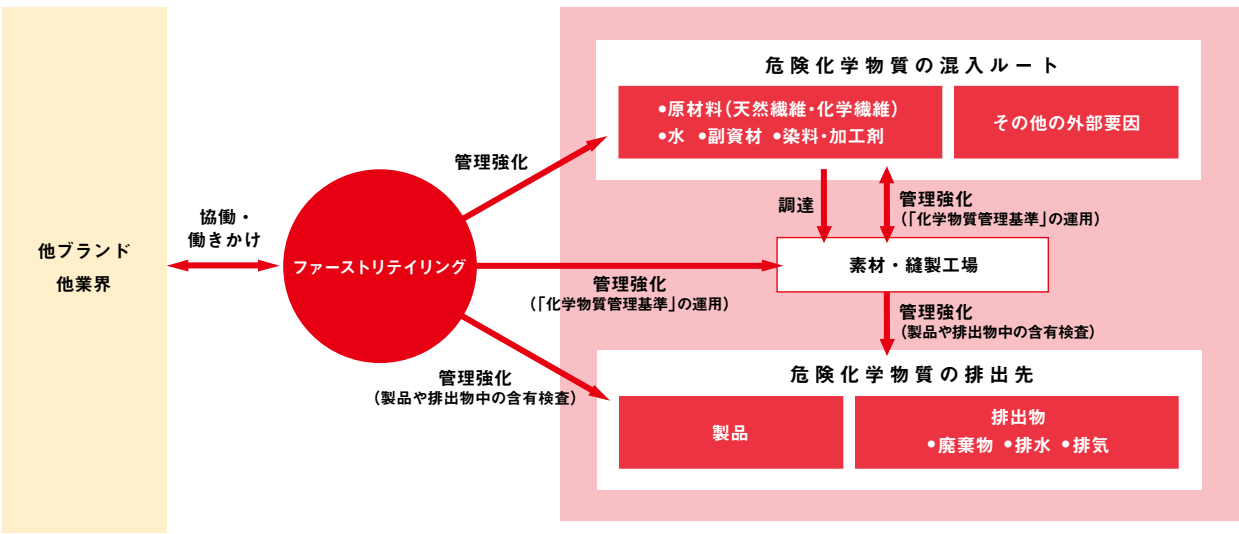 他ブランド
他業界
協働・
働きかけ
ファーストリテイリング
管理強化
管理強化
(「化学物質管理基準」の運用)
管理強化
(製品や排出物中の含有検査)
危険化学物質の混入ルート
•原材料(天然繊維・化学繊維)
•水 •副資材 •染料・加工剤
その他の外部要因
調達
管理強化
(「化学物質管理基準」の運用)
素材・縫製工場
管理強化
(製品や排出物中の含有検査)
危険化学物質の排出先
製品
排出物
•廃棄物 •排水 •排気